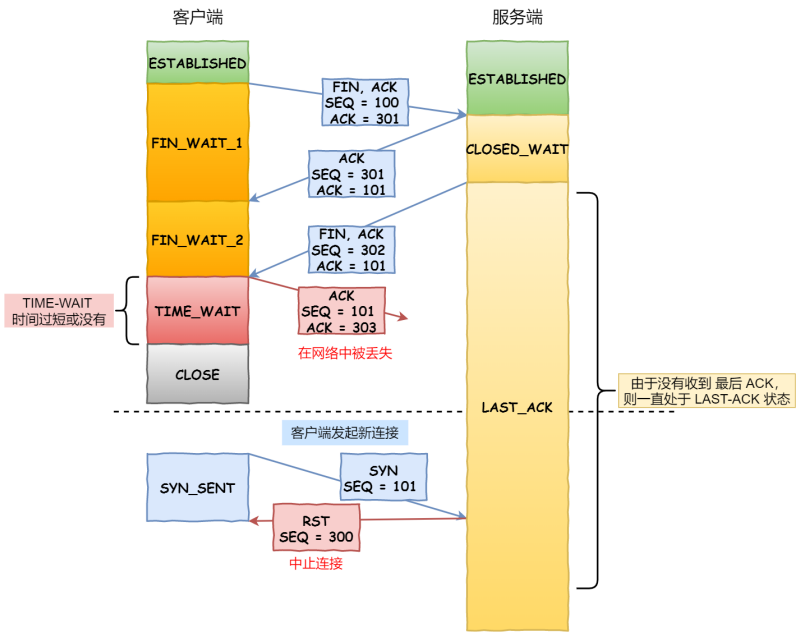 客户端
服务端
ESTABLISHED
ESTABLISHED
FIN, ACK
SEQ = 100
ACK = 301
FIN_WAIT_1
CLOSED_WAIT
ACK
SEQ = 301
ACK = 101
FIN_WAIT_2
FIN, ACK
SEQ = 302
ACK = 101
TIME-WAIT
时间过短或没有
TIME_WAIT
ACK
SEQ = 101
ACK = 303
在网络中被丢失
CLOSE
由于没有收到 最后 ACK，
则一直处于 LAST-ACK 状态
LAST_ACK
客户端发起新连接
SYN_SENT
SYN
SEQ = 101
RST
SEQ = 300
中止连接